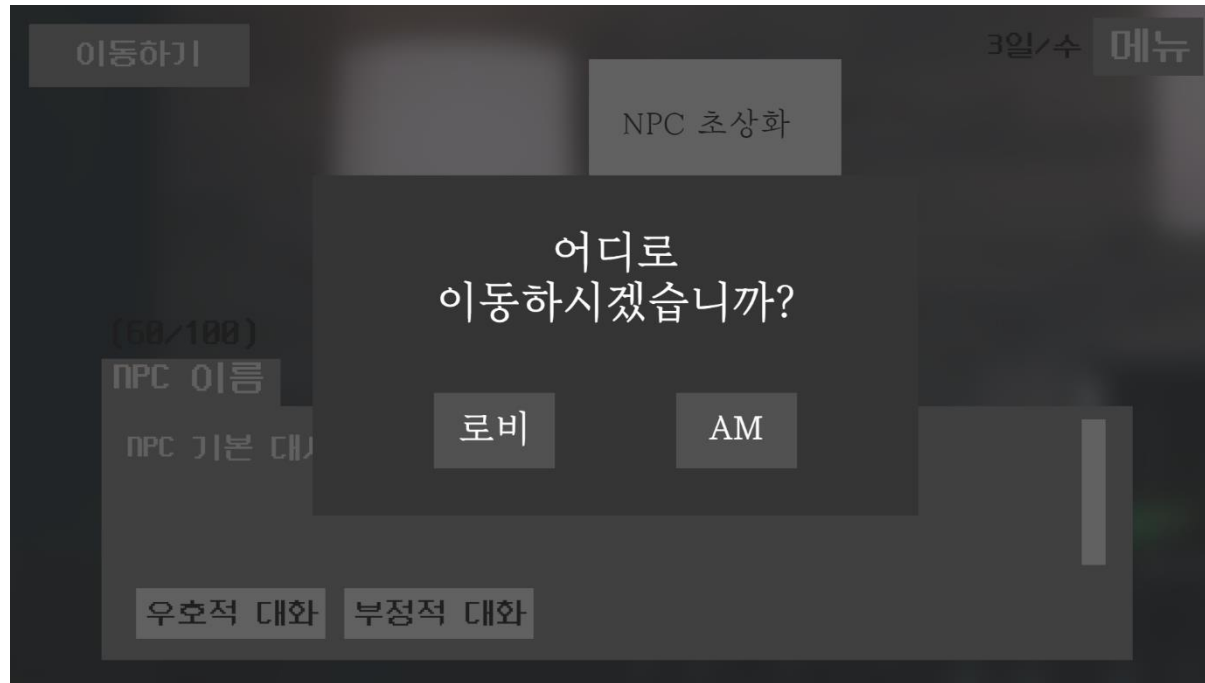 이동하기
3일/수
메뉴
NPC 초상화
어디로
이동하시겠습니까?
(60/100)
NPC 이름
NPC 기본
로비
AM
우호적 대화
부정적 대화